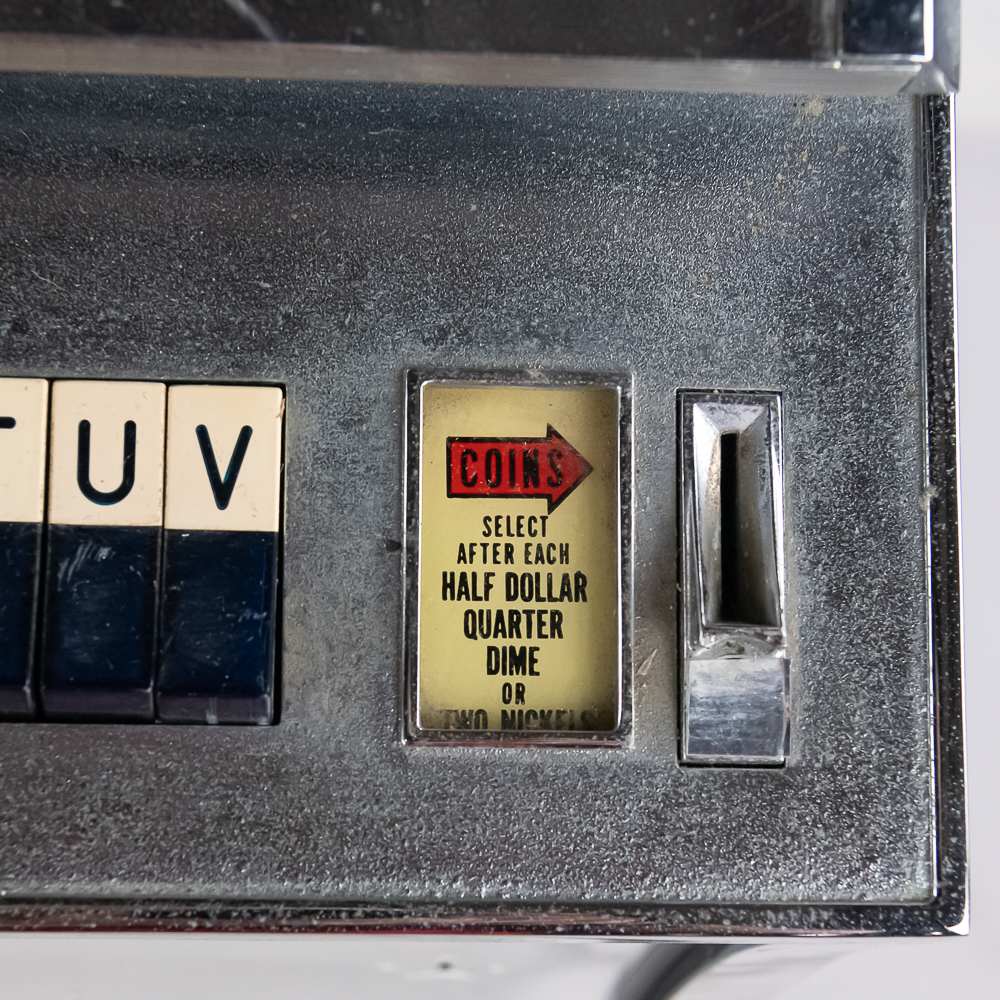 T U V
COINS
SELECT
AFTER EACH
HALF DOLLAR
QUARTER
DIME
OR
TWO NICKELS